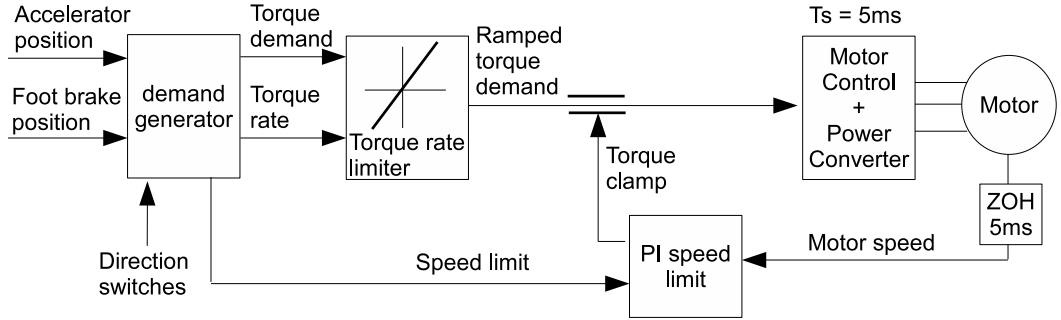 Accelerator
position
Foot brake
position
demand
generator
Direction
switches
Torque
demand
Torque
rate
Torque rate
limiter
Ramped
torque
demand
Torque
clamp
Speed limit
PI speed
limit
Ts = 5ms
Motor
Control
+
Power
Converter
Motor
ZOH
5ms
Motor speed